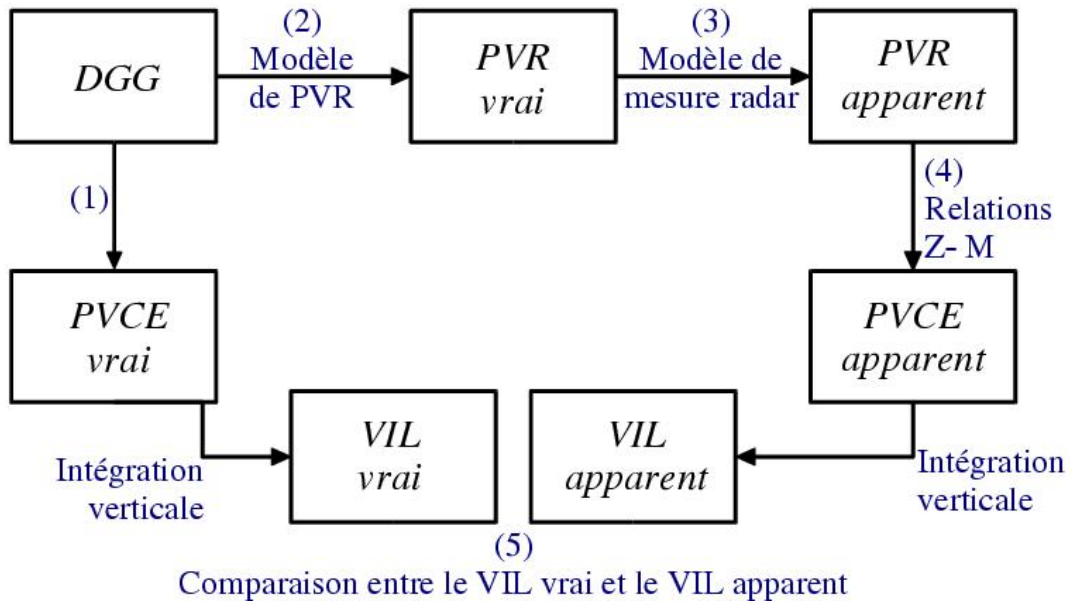 DGG
(2)
Modèle
de PVR
PVR
vrai
(3)
Modèle de
mesure radar
PVR
apparent
(1)
(4)
Relations
Z- M
PVCE
vrai
PVCE
apparent
Intégration
verticale
VIL
vrai
VIL
apparent
Intégration
verticale
(5)
Comparaison entre le VIL vrai et le VIL apparent